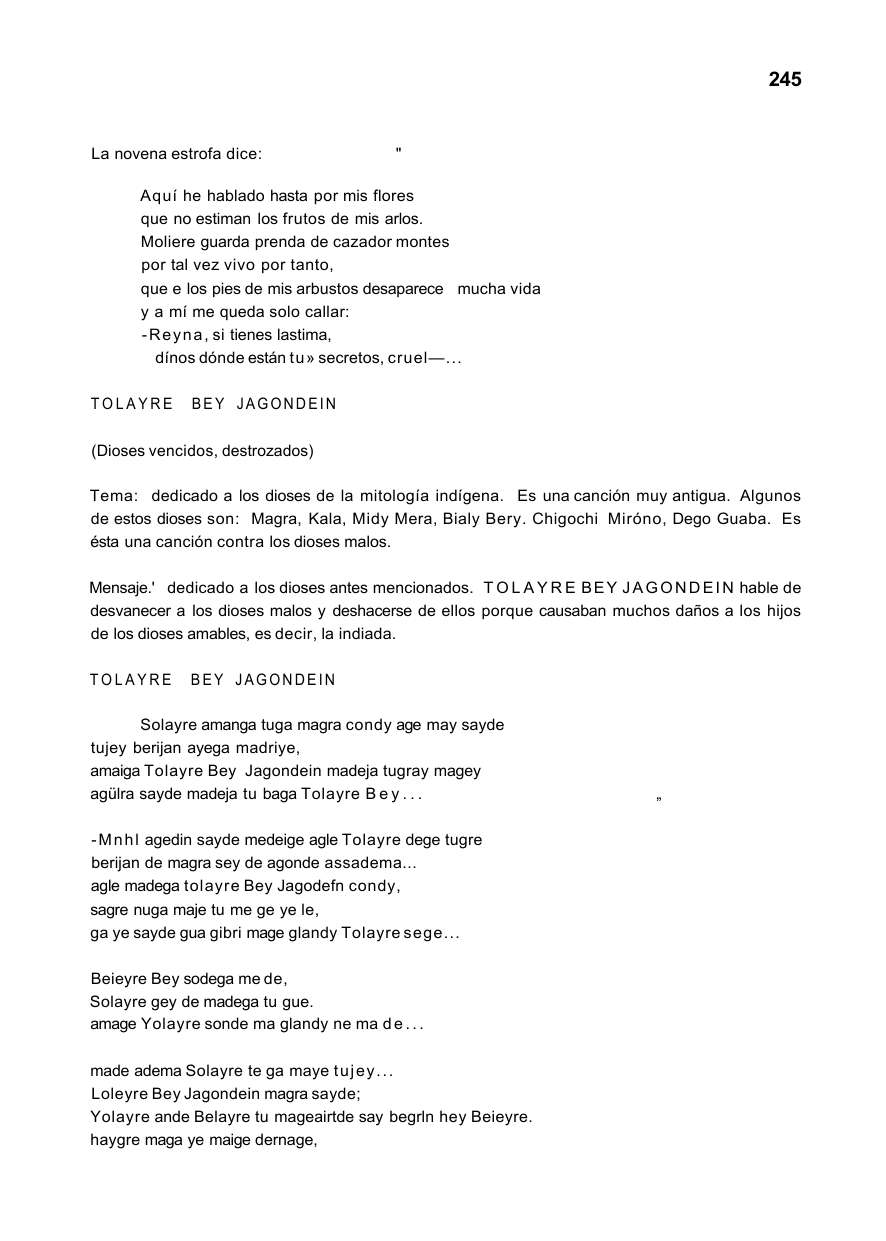 245
La novena estrofa dice: "
Aquí he hablado hasta por mis flores
que no estiman los frutos de mis arlos.
Moliere guarda prenda de cazador montes
por tal vez vivo por tanto,
que e los pies de mis arbustos desaparece mucha vida
y a mí me queda solo callar:
-Reyna, si tienes lastima,
dínos dónde están tu» secretos, cruel—...
TOLAYRE BEY JAGONDEIN
(Dioses vencidos, destrozados)
Tema: dedicado a los dioses de la mitología indígena. Es una canción muy antigua. Algunos
de estos dioses son: Magra, Kala, Midy Mera, Bialy Bery. Chigochi Miróno, Dego Guaba. Es
ésta una canción contra los dioses malos.
Mensaje.' dedicado a los dioses antes mencionados. TOLAYRE BEY JAGONDEIN hable de
desvanecer a los dioses malos y deshacerse de ellos porque causaban muchos daños a los hijos
de los dioses amables, es decir, la indiada.
TOLAYRE BEY JAGONDEIN
Solayre amanga tuga magra condy age may sayde
tujey berijan ayega madriye,
amaiga Tolayre Bey Jagondein madeja tugray magey
agülra sayde madeja tu baga Tolayre Bey... „
-Mnhl agedin sayde medeige agle Tolayre dege tugre
berijan de magra sey de agonde assadema...
agle madega tolayre Bey Jagodefn condy,
sagre nuga maje tu me ge ye le,
ga ye sayde gua gibri mage glandy Tolayre sege...
Beieyre Bey sodega me de,
Solayre gey de madega tu gue.
amage Yolayre sonde ma glandy ne ma de...
made adema Solayre te ga maye tujey...
Loleyre Bey Jagondein magra sayde;
Yolayre ande Belayre tu mageairtde say begrln hey Beieyre.
haygre maga ye maige dernage,